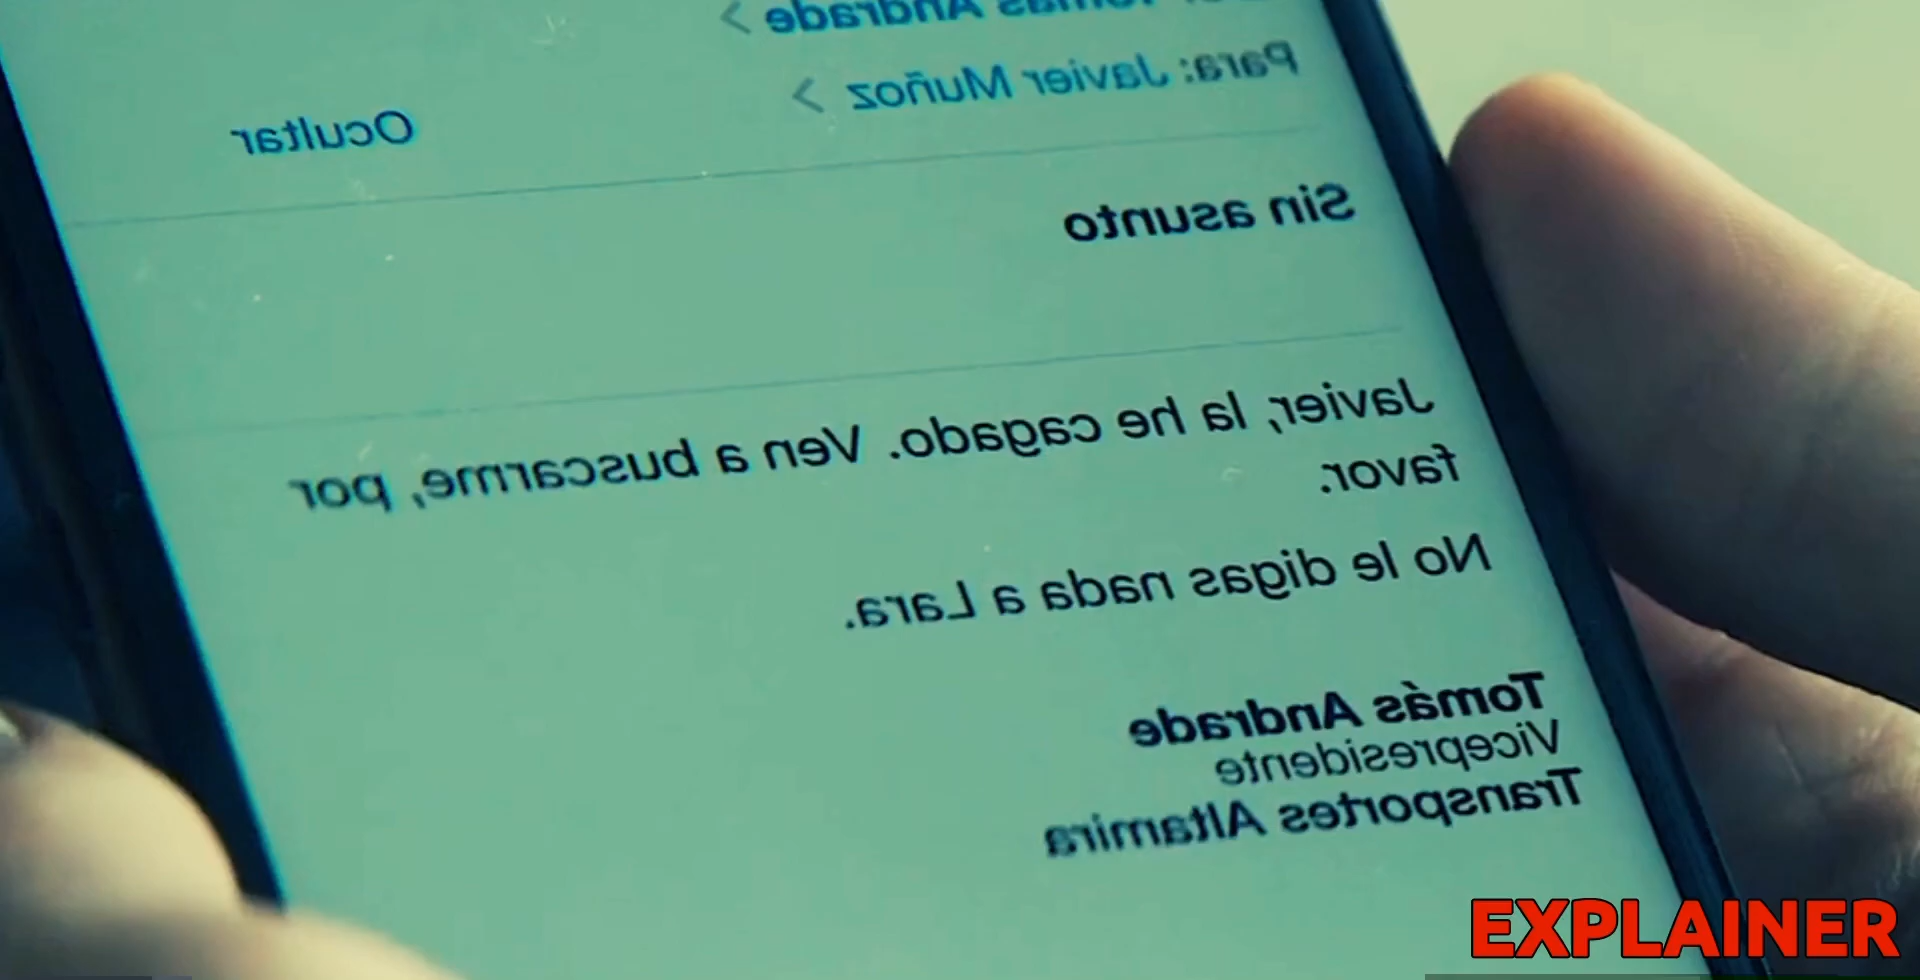 Tomás Andrade >
Para: Javier Muñoz >
Ocultar
Sin asunto
Javier, la he cagado. Ven a buscarme, por
favor.
No le digas nada a Lara.
Tomás Andrade
Vicepresidente
Transportes Altamira
EXPLAINER